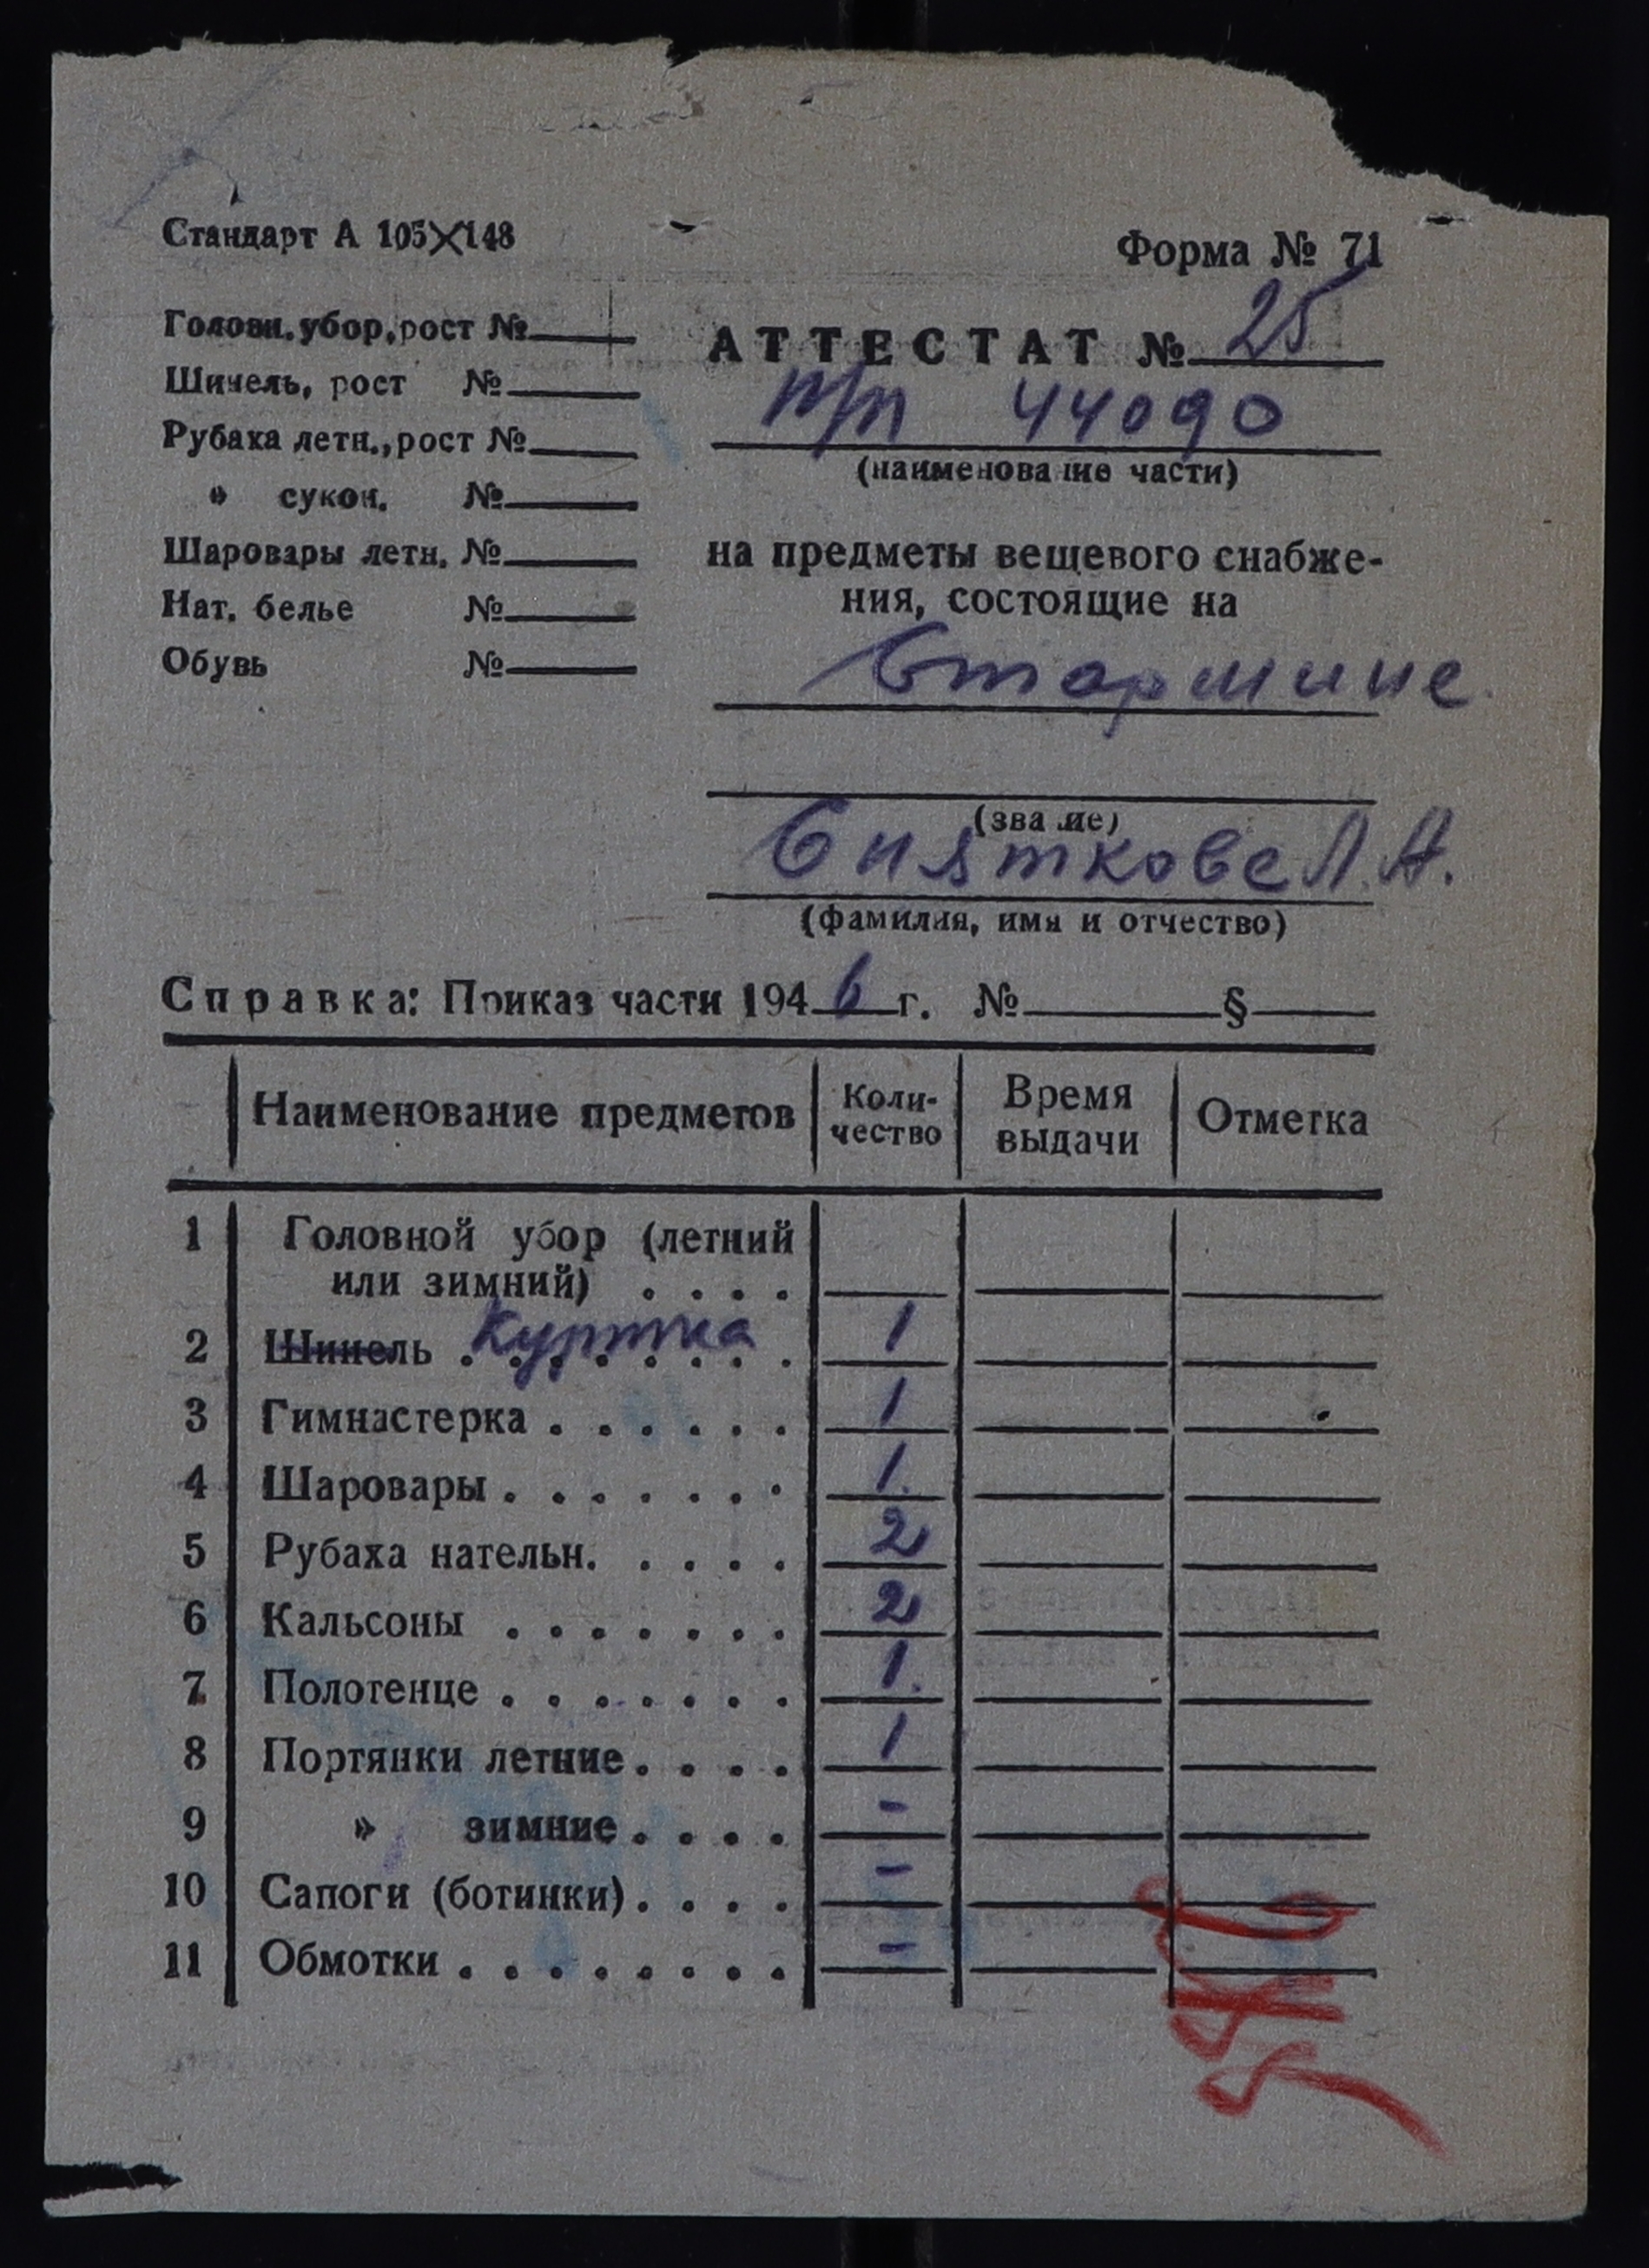 Стандарт А 105×148
Форма № 71
Головн. убор, рост №
Шинель, рост №
Рубаха летн., рост №
» сукон. №
Шаровары летн. №
Нат. белье №
Обувь №
АТТЕСТАТ № 25
п/п 44090
(наименование части)
на предметы вещевого снабже-
ния, состоящие на
Старшине
(звание)
Сняткове Л. А.
(фамилия, имя и отчество)
Справка: Приказ части 1946 г. № §
Наименование предметов Коли-чество Время выдачи Отметка
1 Головной убор (летний
или зимний) . . . .
2 Шинель Куртка 1
3 Гимнастерка . . . . . . 1
4 Шаровары . . . . . . . 1.
5 Рубаха нательн. . . . . 2
6 Кальсоны . . . . . . . 2
7 Полотенце . . . . . . . 1.
8 Портянки летние . . . . 1
9 » зимние . . . . -
10 Сапоги (ботинки) . . . . -
11 Обмотки . . . . . . . . -